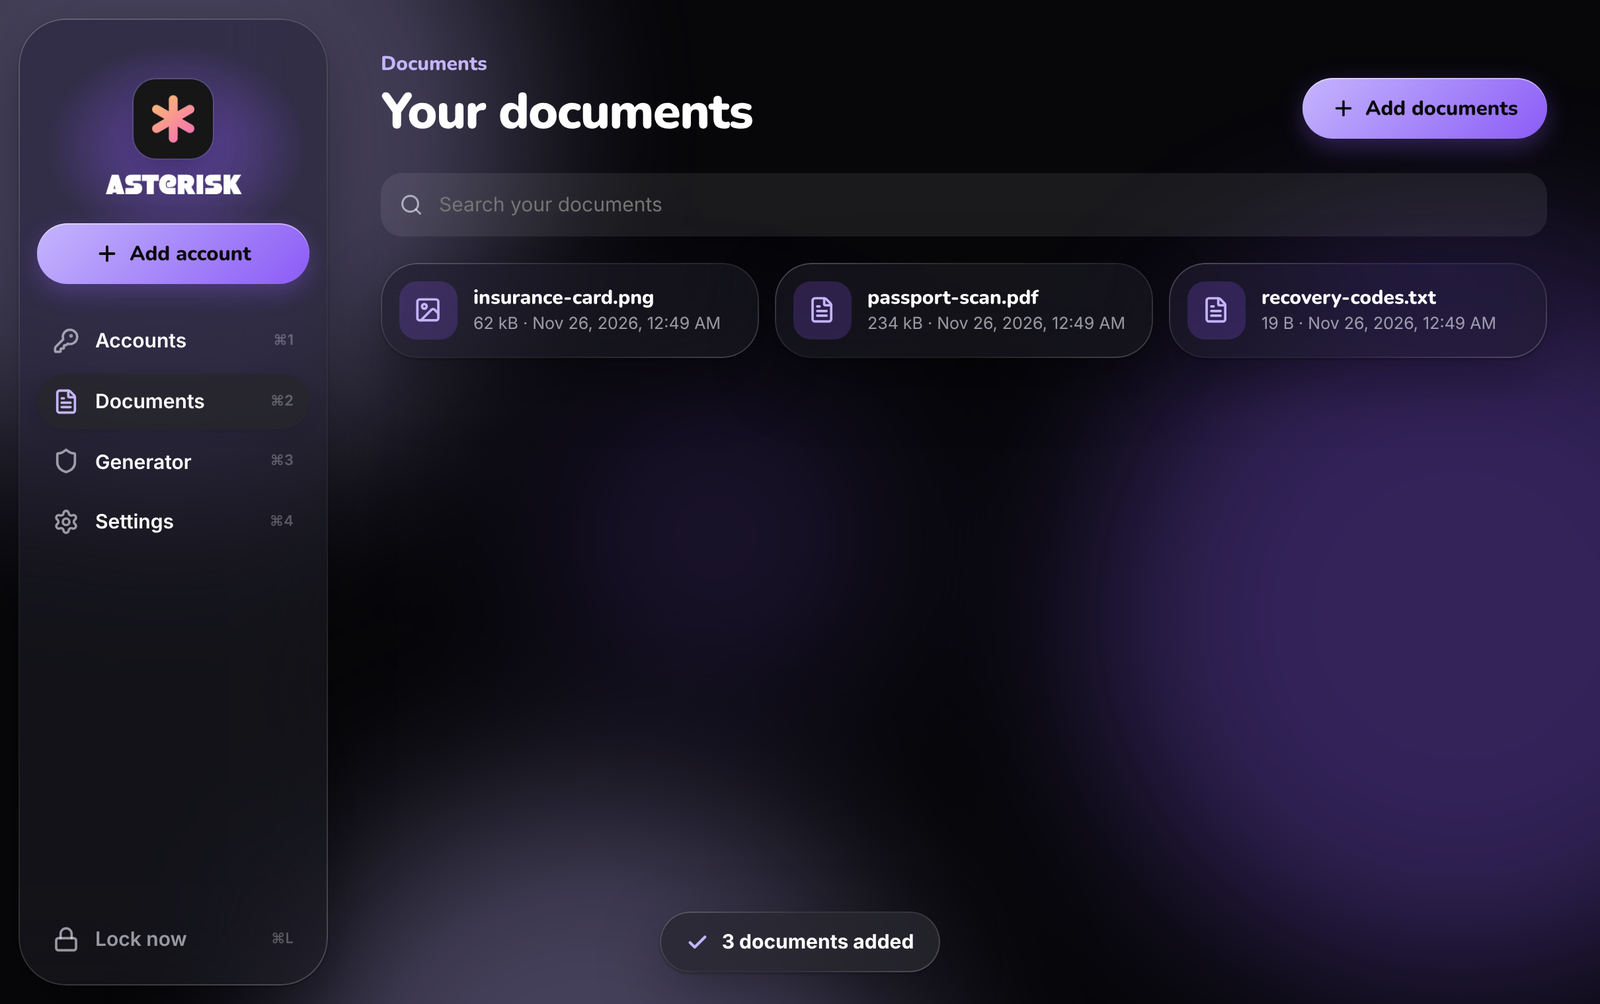 ASTERISK
Add account
Accounts ⌘1
Documents ⌘2
Generator ⌘3
Settings ⌘4
Lock now ⌘L
Documents
Your documents
Add documents
Search your documents
insurance-card.png
62 kB · Nov 26, 2026, 12:49 AM
passport-scan.pdf
234 kB · Nov 26, 2026, 12:49 AM
recovery-codes.txt
19 B · Nov 26, 2026, 12:49 AM
3 documents added